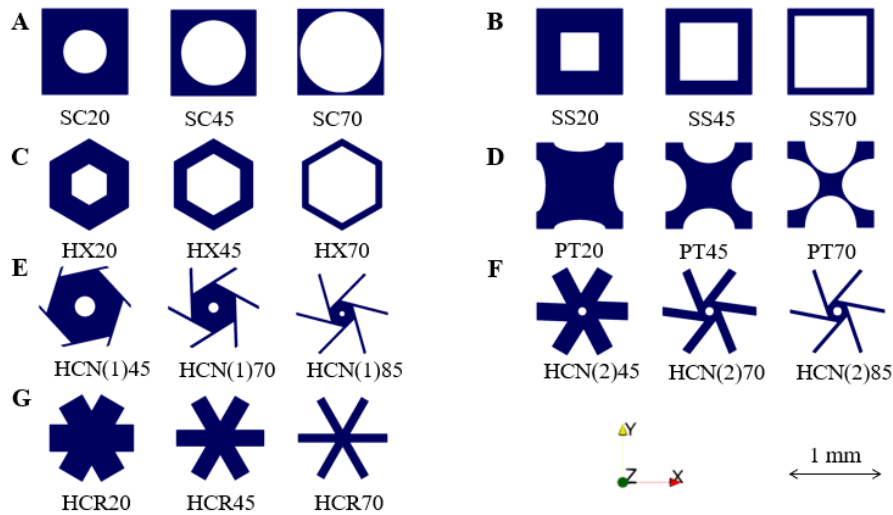 A
B
SC20 SC45 SC70
SS20 SS45 SS70
C
D
HX20 HX45 HX70
PT20 PT45 PT70
E
F
HCN(1)45 HCN(1)70 HCN(1)85
HCN(2)45 HCN(2)70 HCN(2)85
G
HCR20 HCR45 HCR70
Y
Z
X
1 mm